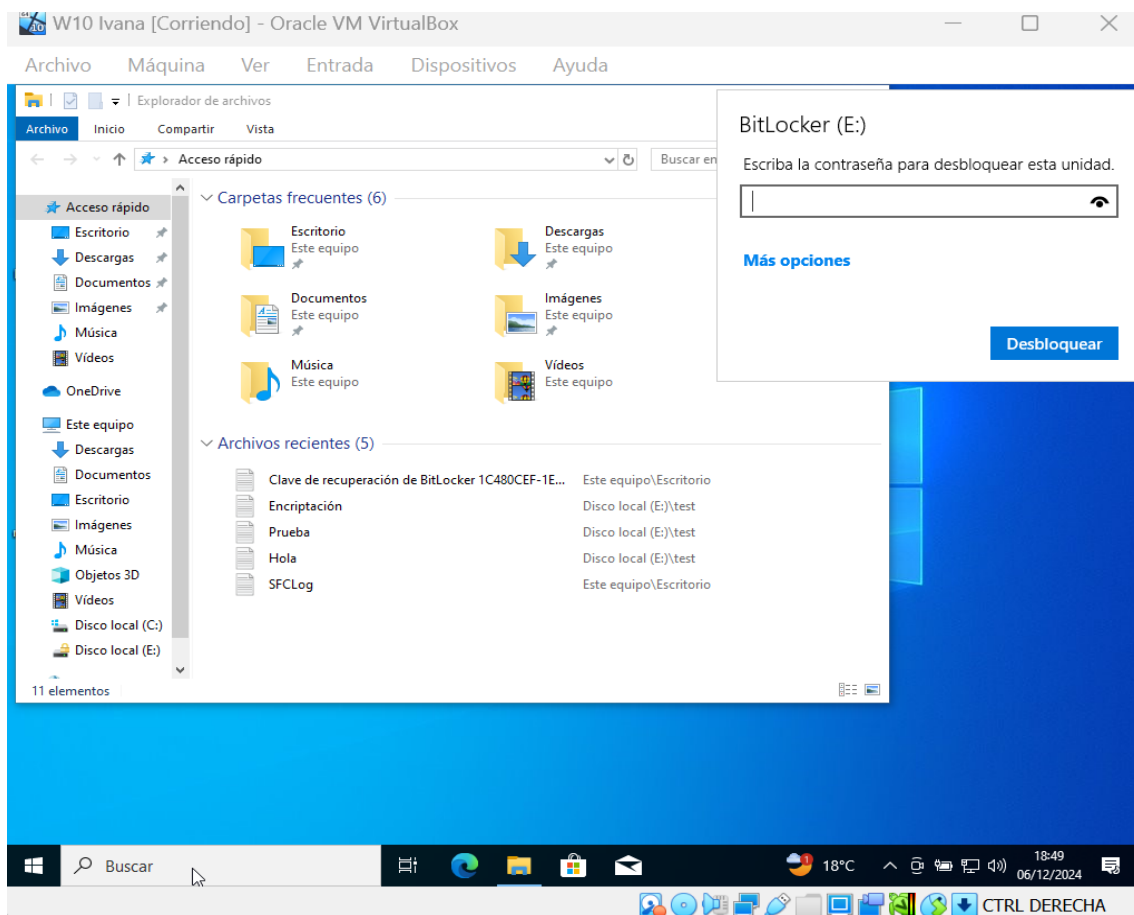 W10 Ivana [Corriendo] - Oracle VM VirtualBox
Archivo Máquina Ver Entrada Dispositivos Ayuda
Explorador de archivos
Archivo Inicio Compartir Vista
Acceso rápido
Buscar en
Acceso rápido
Escritorio
Descargas
Documentos
Imágenes
Música
Vídeos
OneDrive
Este equipo
Descargas
Documentos
Escritorio
Imágenes
Música
Objetos 3D
Vídeos
Disco local (C:)
Disco local (E:)
Carpetas frecuentes (6)
Escritorio
Este equipo
Descargas
Este equipo
Documentos
Este equipo
Imágenes
Este equipo
Música
Este equipo
Vídeos
Este equipo
Archivos recientes (5)
Clave de recuperación de BitLocker 1C480CEF-1E... Este equipo\Escritorio
Encriptación Disco local (E:)\test
Prueba Disco local (E:)\test
Hola Disco local (E:)\test
SFCLog Este equipo\Escritorio
11 elementos
BitLocker (E:)
Escriba la contraseña para desbloquear esta unidad.
Más opciones
Desbloquear
Buscar
1
18°C
18:49
06/12/2024
CTRL DERECHA